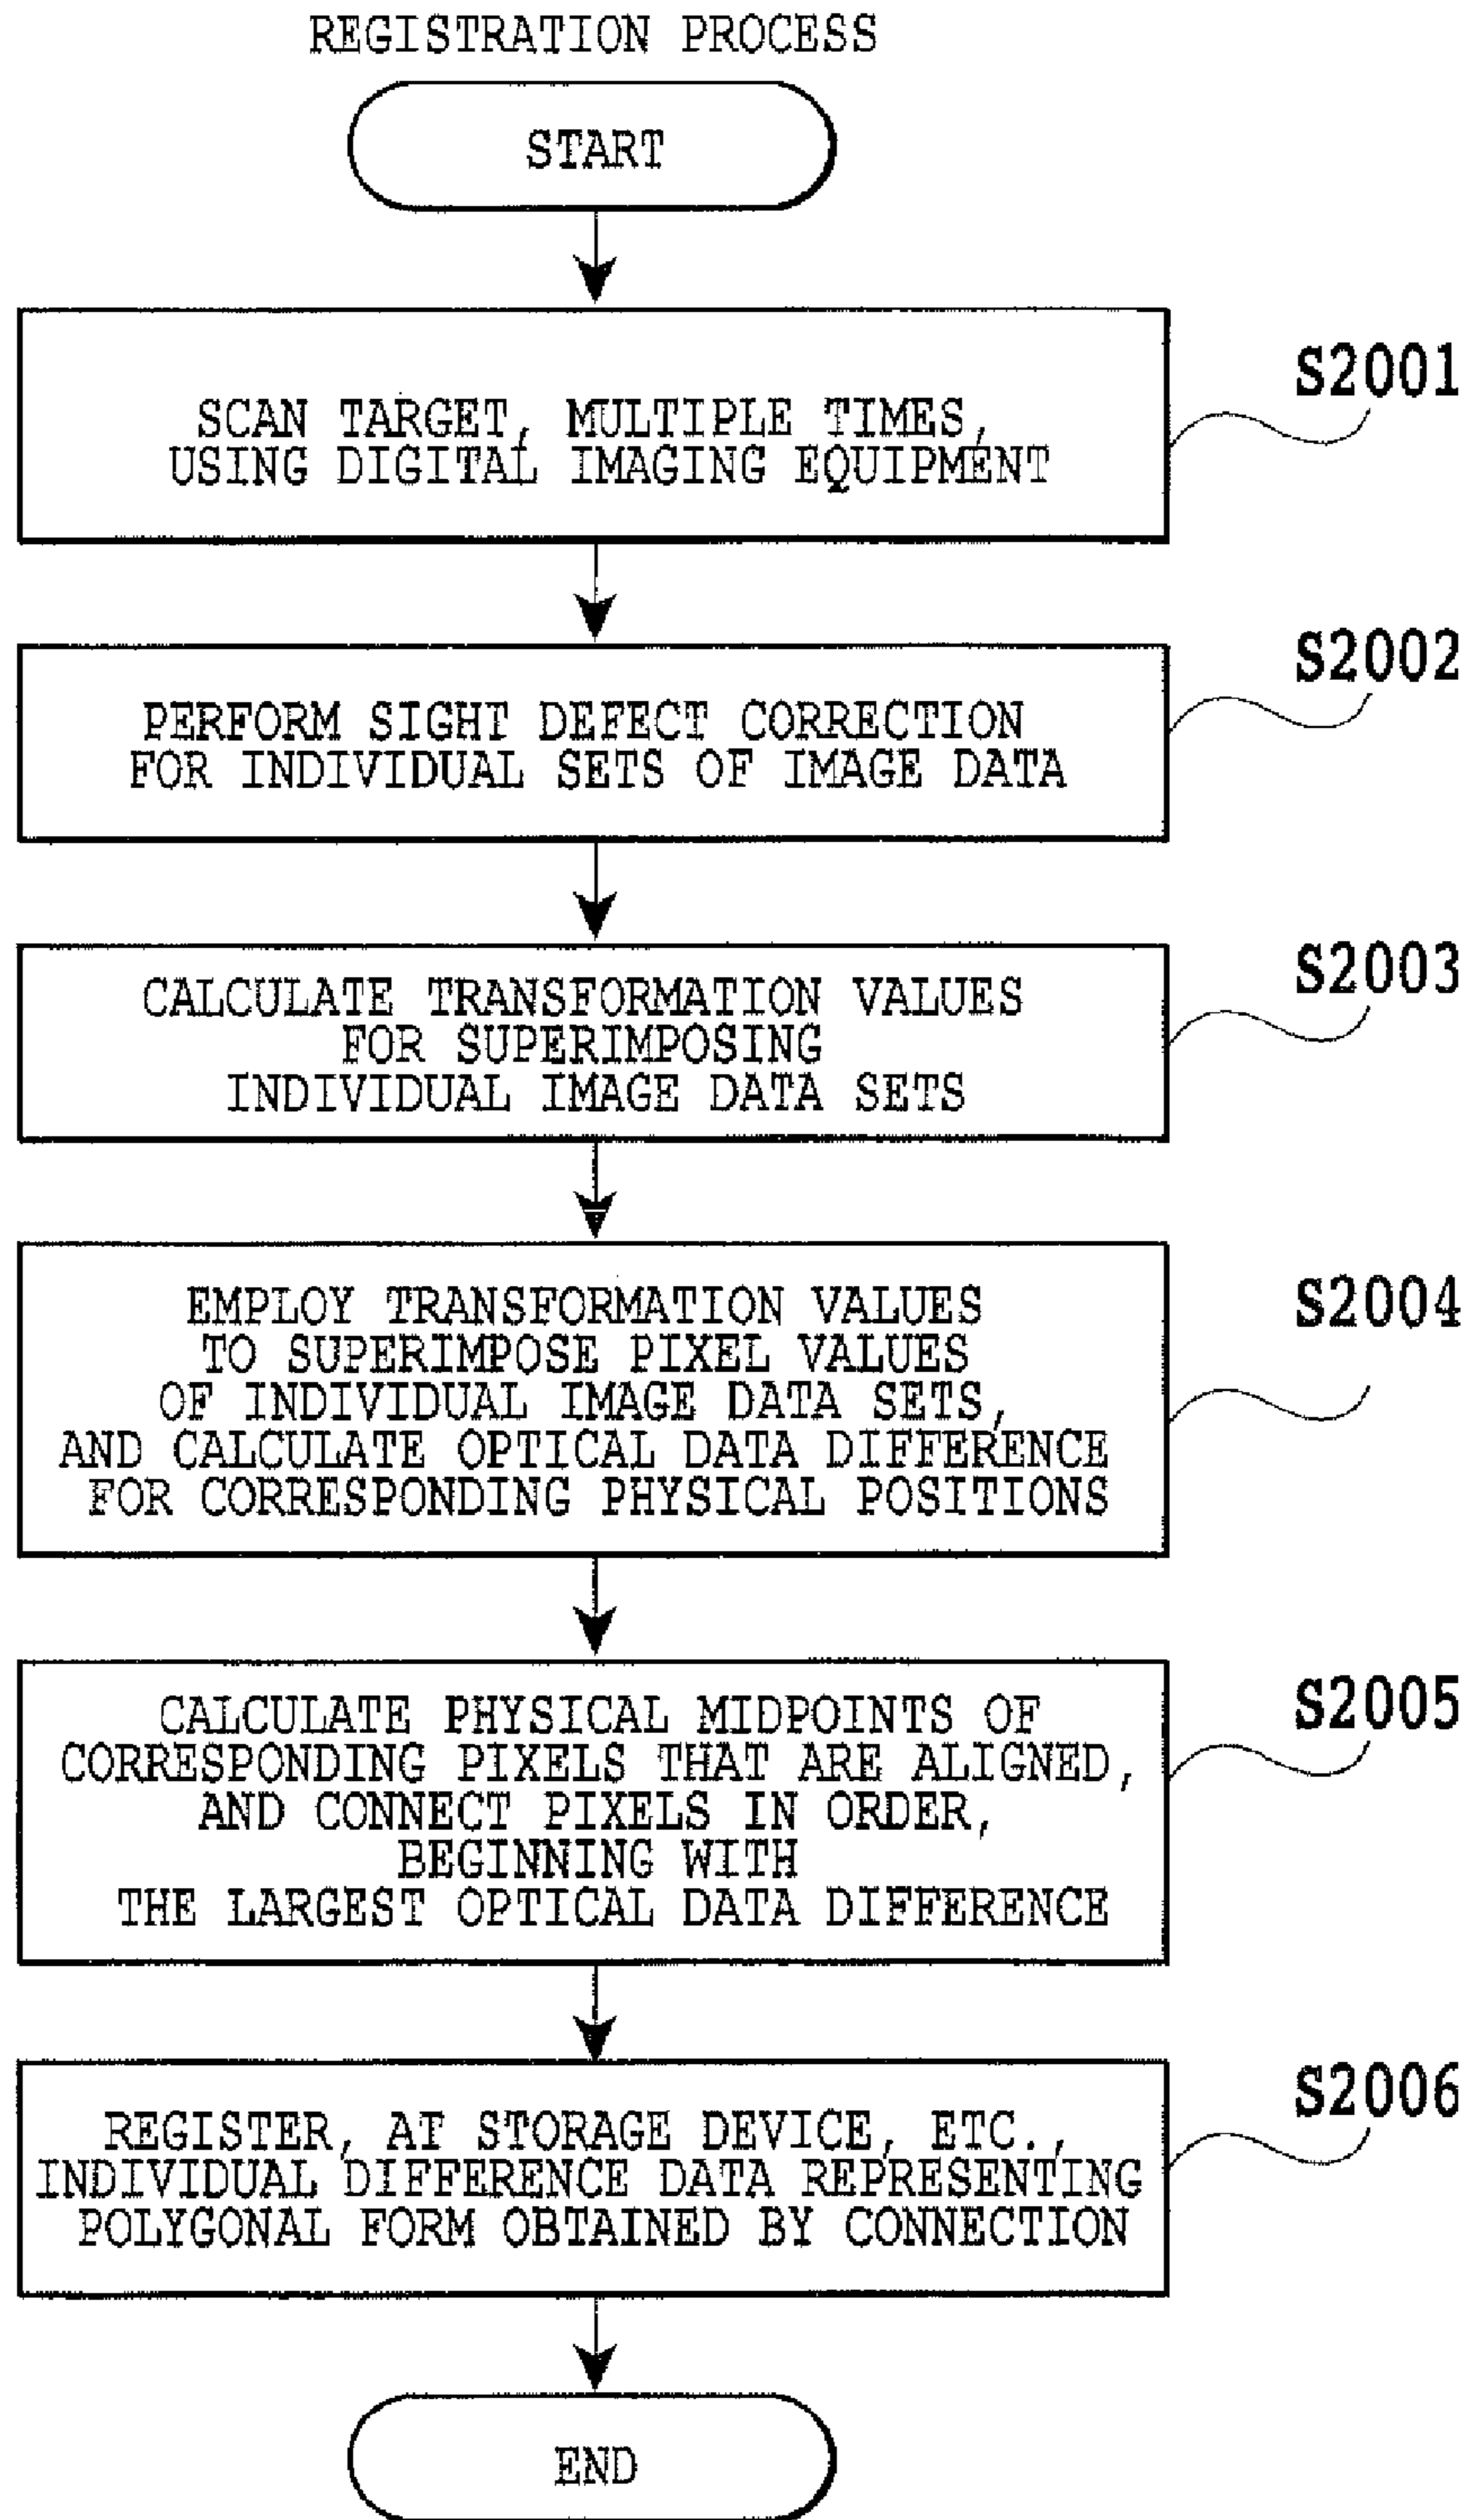 REGISTRATION PROCESS
START
S2001
SCAN TARGET, MULTIPLE TIMES,
USING DIGITAL IMAGING EQUIPMENT
S2002
PERFORM SIGHT DEFECT CORRECTION
FOR INDIVIDUAL SETS OF IMAGE DATA
S2003
CALCULATE TRANSFORMATION VALUES
FOR SUPERIMPOSING
INDIVIDUAL IMAGE DATA SETS
S2004
EMPLOY TRANSFORMATION VALUES
TO SUPERIMPOSE PIXEL VALUES
OF INDIVIDUAL IMAGE DATA SETS,
AND CALCULATE OPTICAL DATA DIFFERENCE
FOR CORRESPONDING PHYSICAL POSITIONS
S2005
CALCULATE PHYSICAL MIDPOINTS OF
CORRESPONDING PIXELS THAT ARE ALIGNED,
AND CONNECT PIXELS IN ORDER,
BEGINNING WITH
THE LARGEST OPTICAL DATA DIFFERENCE
S2006
REGISTER, AT STORAGE DEVICE, ETC.,
INDIVIDUAL DIFFERENCE DATA REPRESENTING
POLYGONAL FORM OBTAINED BY CONNECTION
END